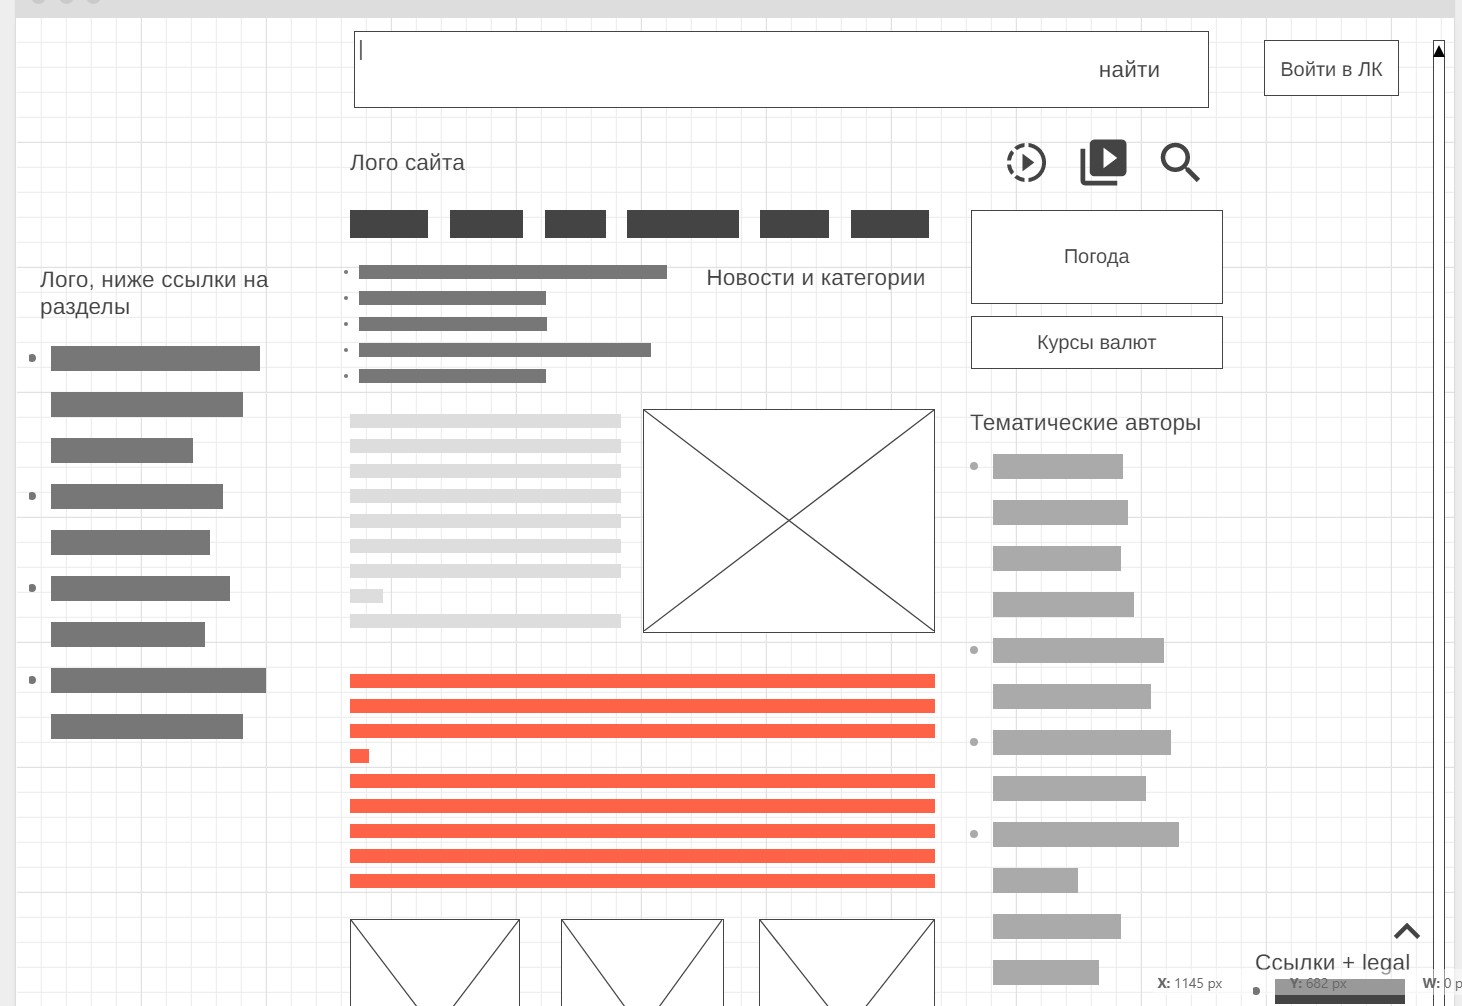 найти
Войти в ЛК
Лого сайта
Погода
Лого, ниже ссылки на
разделы
Новости и категории
Курсы валют
Тематические авторы
Ссылки + legal
X: 1145 px Y: 682 px W: 0 p